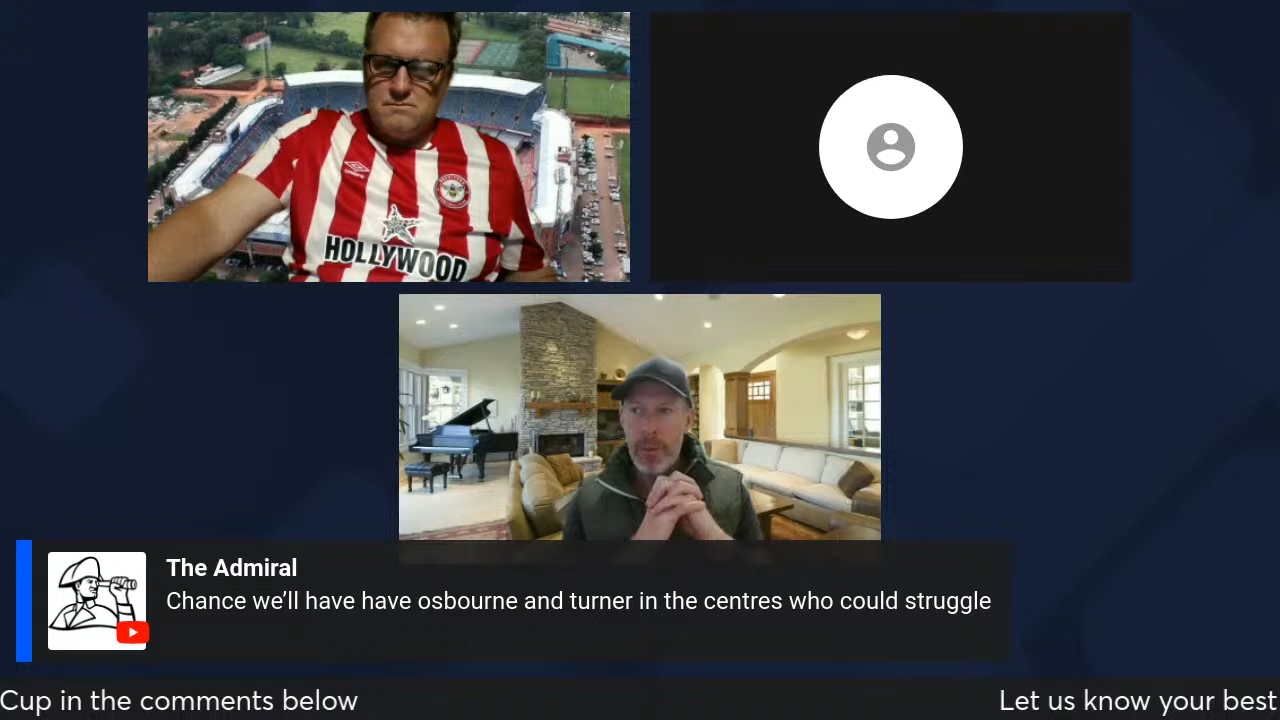 umbro
HOLLYWOOD
The Admiral
Chance we’ll have have osbourne and turner in the centres who could struggle
Cup in the comments below
Let us know your best